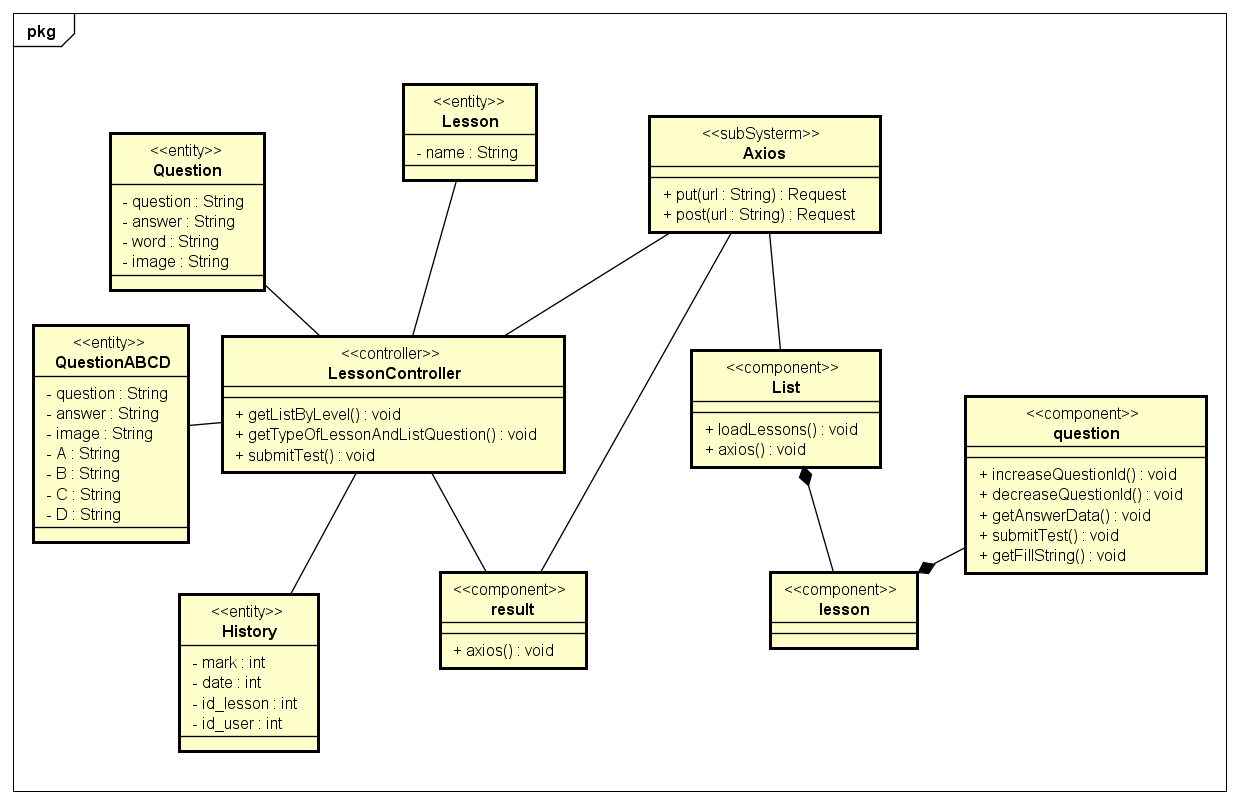 pkg
<<entity>>
Lesson
- name : String
<<subSysterm>>
Axios
+ put(url : String) : Request
+ post(url : String) : Request
<<entity>>
Question
- question : String
- answer : String
- word : String
- image : String
<<entity>>
QuestionABCD
- question : String
- answer : String
- image : String
- A : String
- B : String
- C : String
- D : String
<<controller>>
LessonController
+ getListByLevel() : void
+ getTypeOfLessonAndListQuestion() : void
+ submitTest() : void
<<component>>
List
+ loadLessons() : void
+ axios() : void
<<component>>
question
+ increaseQuestionId() : void
+ decreaseQuestionId() : void
+ getAnswerData() : void
+ submitTest() : void
+ getFillString() : void
<<entity>>
History
- mark : int
- date : int
- id_lesson : int
- id_user : int
<<component>>
result
+ axios() : void
<<component>>
lesson